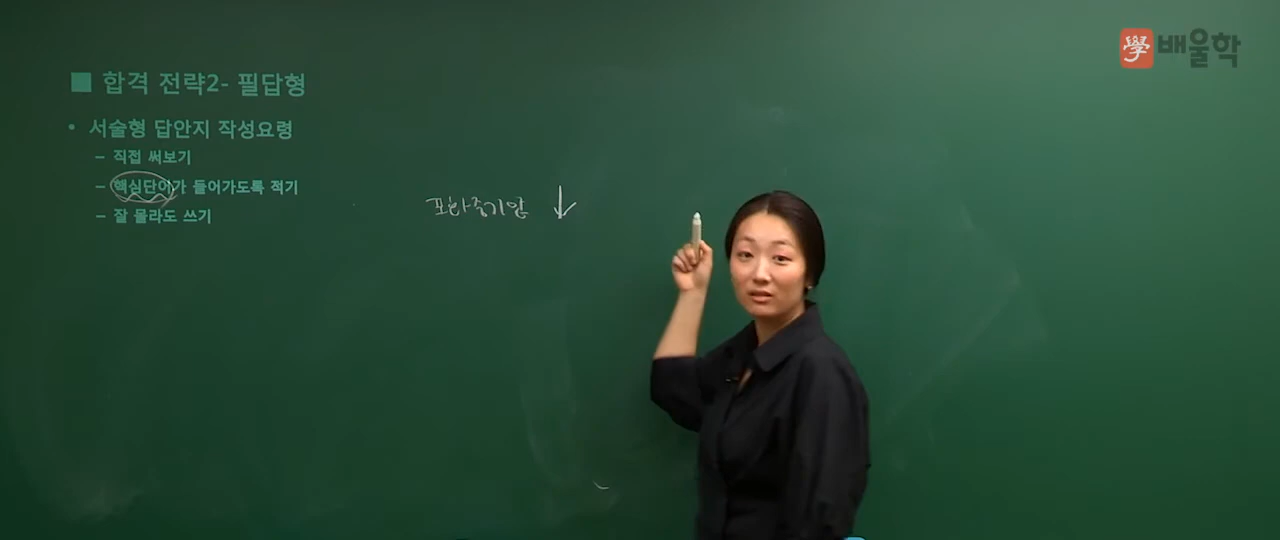 學 배울학
■ 합격 전략2- 필답형
• 서술형 답안지 작성요령
– 직접 써보기
– 핵심단어가 들어가도록 적기
– 잘 몰라도 쓰기
포화증기압 ↓